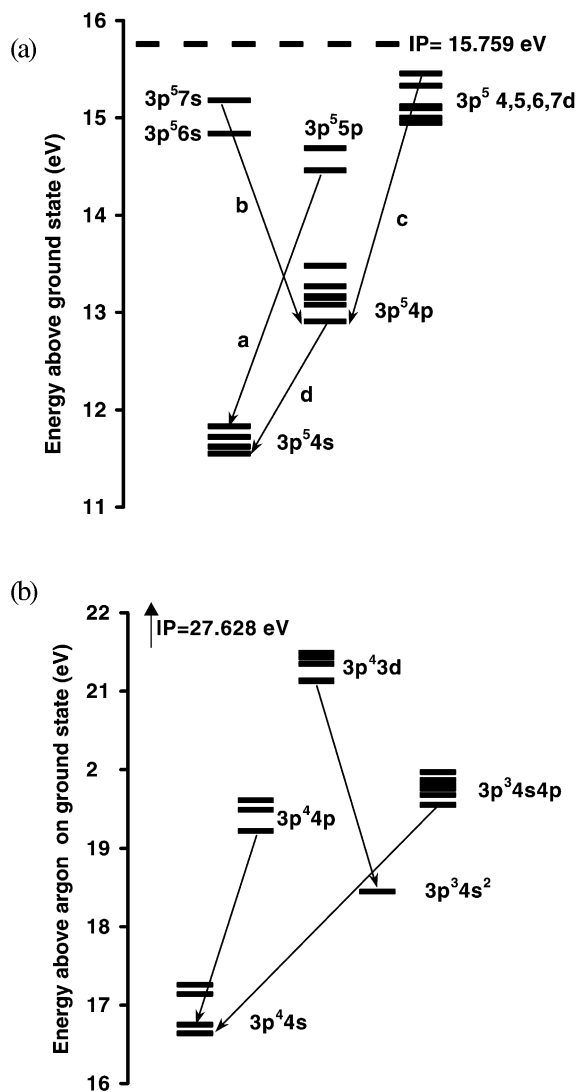 (a)
Energy above ground state (eV)
16
15
14
13
12
11
IP= 15.759 eV
3p⁵7s
3p⁵6s
3p⁵5p
3p⁵ 4,5,6,7d
b
c
3p⁵4p
a
d
3p⁵4s
(b)
Energy above argon on ground state (eV)
22
21
2
19
18
17
16
IP=27.628 eV
3p⁴3d
3p³4s4p
3p⁴4p
3p³4s²
3p⁴4s